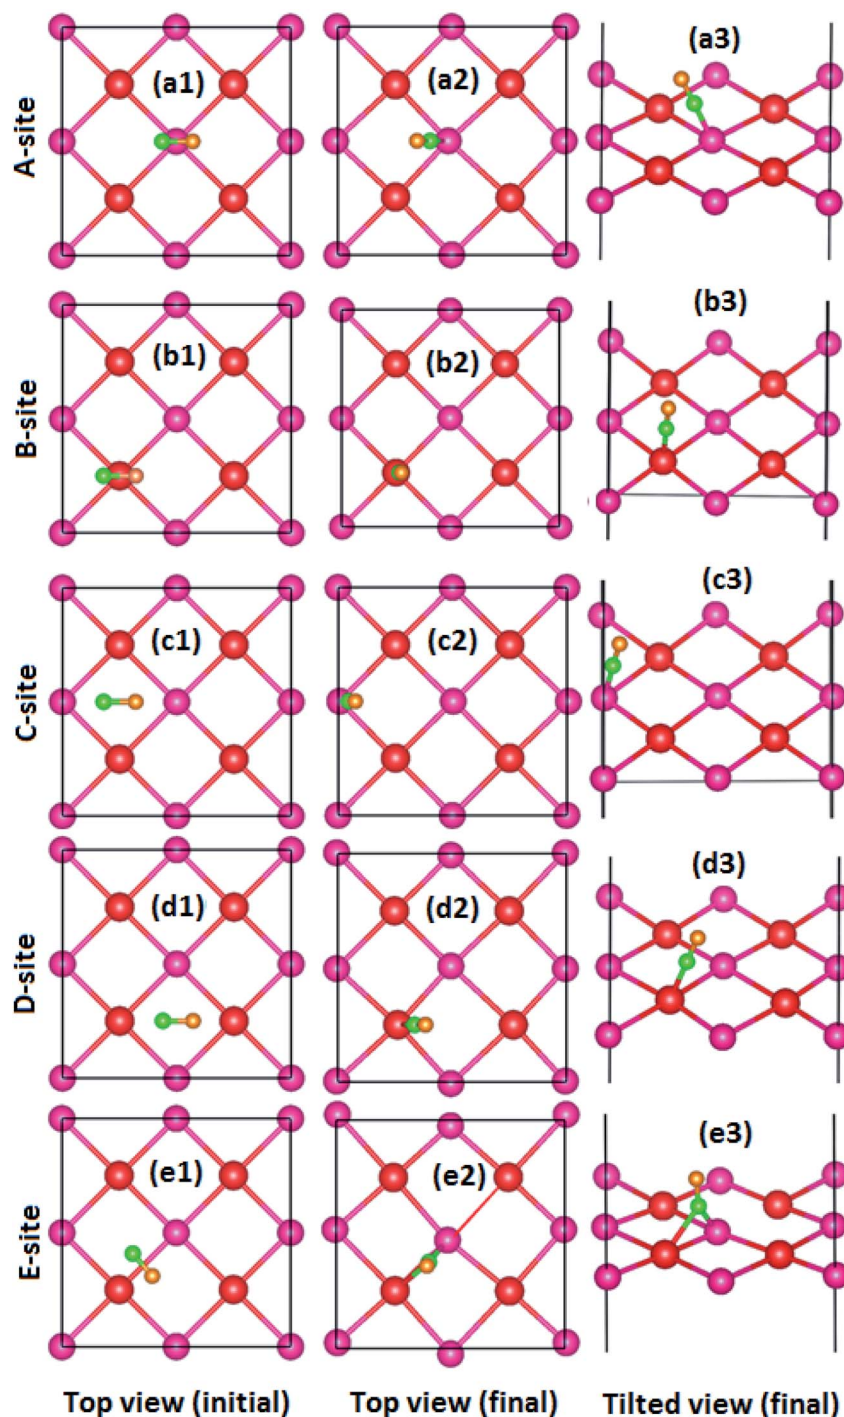 A-site
(a1)
(a2)
(a3)
B-site
(b1)
(b2)
(b3)
C-site
(c1)
(c2)
(c3)
D-site
(d1)
(d2)
(d3)
E-site
(e1)
(e2)
(e3)
Top view (initial)
Top view (final)
Tilted view (final)